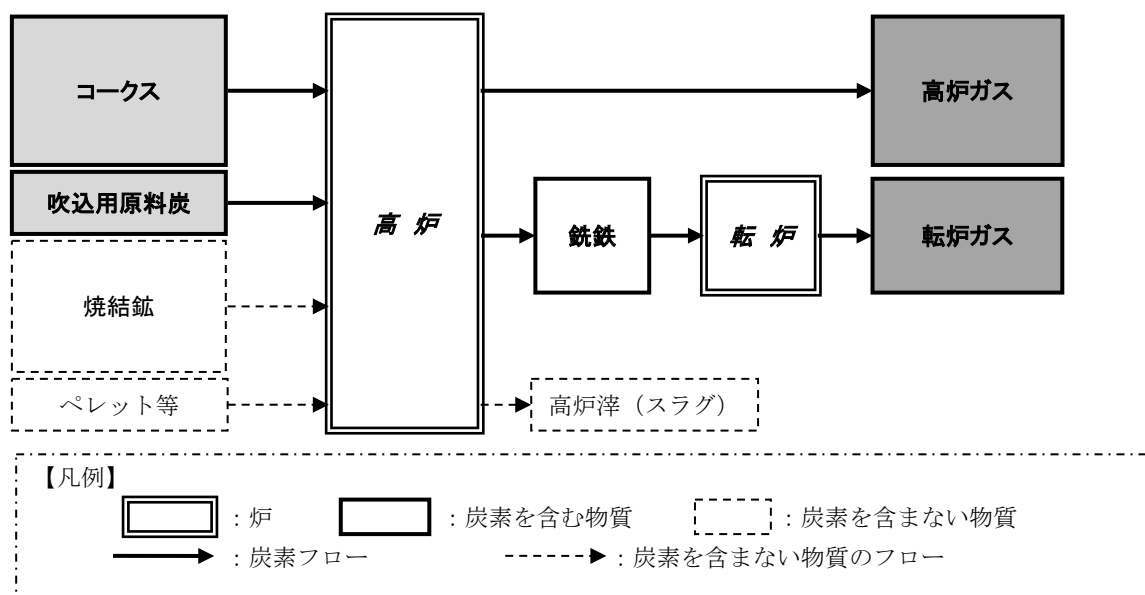 コークス
高炉ガス
吹込用原料炭
高 炉
銑鉄
転 炉
転炉ガス
焼結鉱
ペレット等
高炉滓（スラグ）
【凡例】
：炉
：炭素を含む物質
：炭素を含まない物質
：炭素フロー
：炭素を含まない物質のフロー